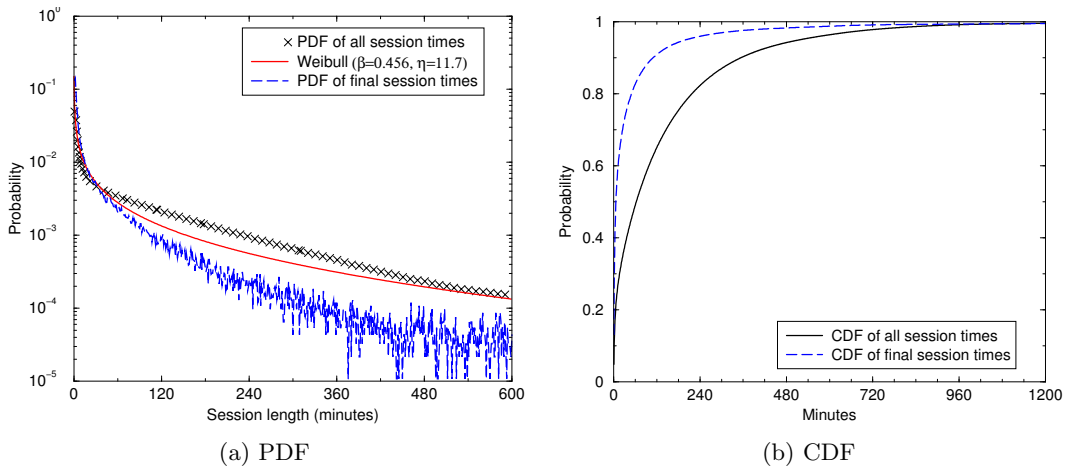 10⁰
10⁻¹
10⁻²
10⁻³
10⁻⁴
10⁻⁵
Probability
PDF of all session times
Weibull (β=0.456, η=11.7)
PDF of final session times
0 120 240 360 480 600
Session length (minutes)
(a) PDF
1
0.8
0.6
0.4
0.2
0
Probability
CDF of all session times
CDF of final session times
0 240 480 720 960 1200
Minutes
(b) CDF